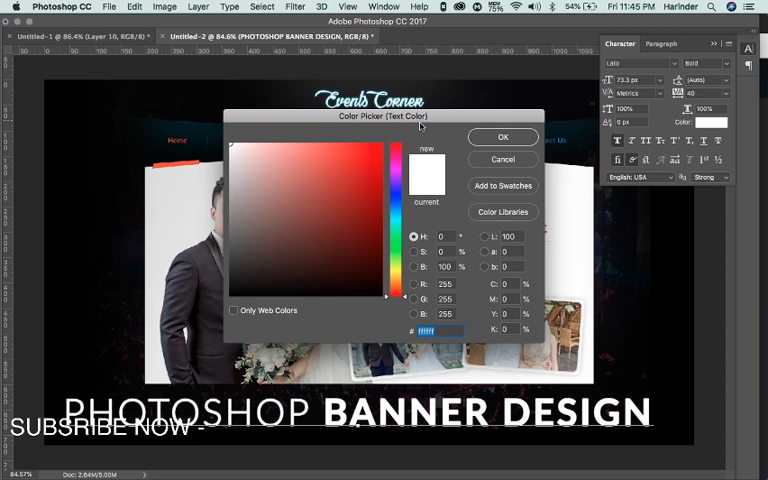 Photoshop CC File Edit Image Layer Type Select Filter 3D View Window Help NEW 75% 54% Fri 11:45 PM Harinder
Adobe Photoshop CC 2017
Untitled-1 @ 86.4% (Layer 10, RGB/8) * Untitled-2 @ 84.6% (PHOTOSHOP BANNER DESIGN, RGB/8) *
Character Paragraph
Lato Bold
73.3 px (Auto)
Metrics 40
100% 100%
0 px Color:
English: USA Strong
Events Corner
Home
act Us
Color Picker (Text Color)
new
current
OK
Cancel
Add to Swatches
Color Libraries
H: 0 ° L: 100
S: 0 % a: 0
B: 100 % b: 0
R: 255 C: 0 %
G: 255 M: 0 %
B: 255 Y: 0 %
# ffffff K: 0 %
Only Web Colors
PHOTOSHOP BANNER DESIGN
SUBSRIBE NOW -
84.57% Doc: 2.64M/5.00M